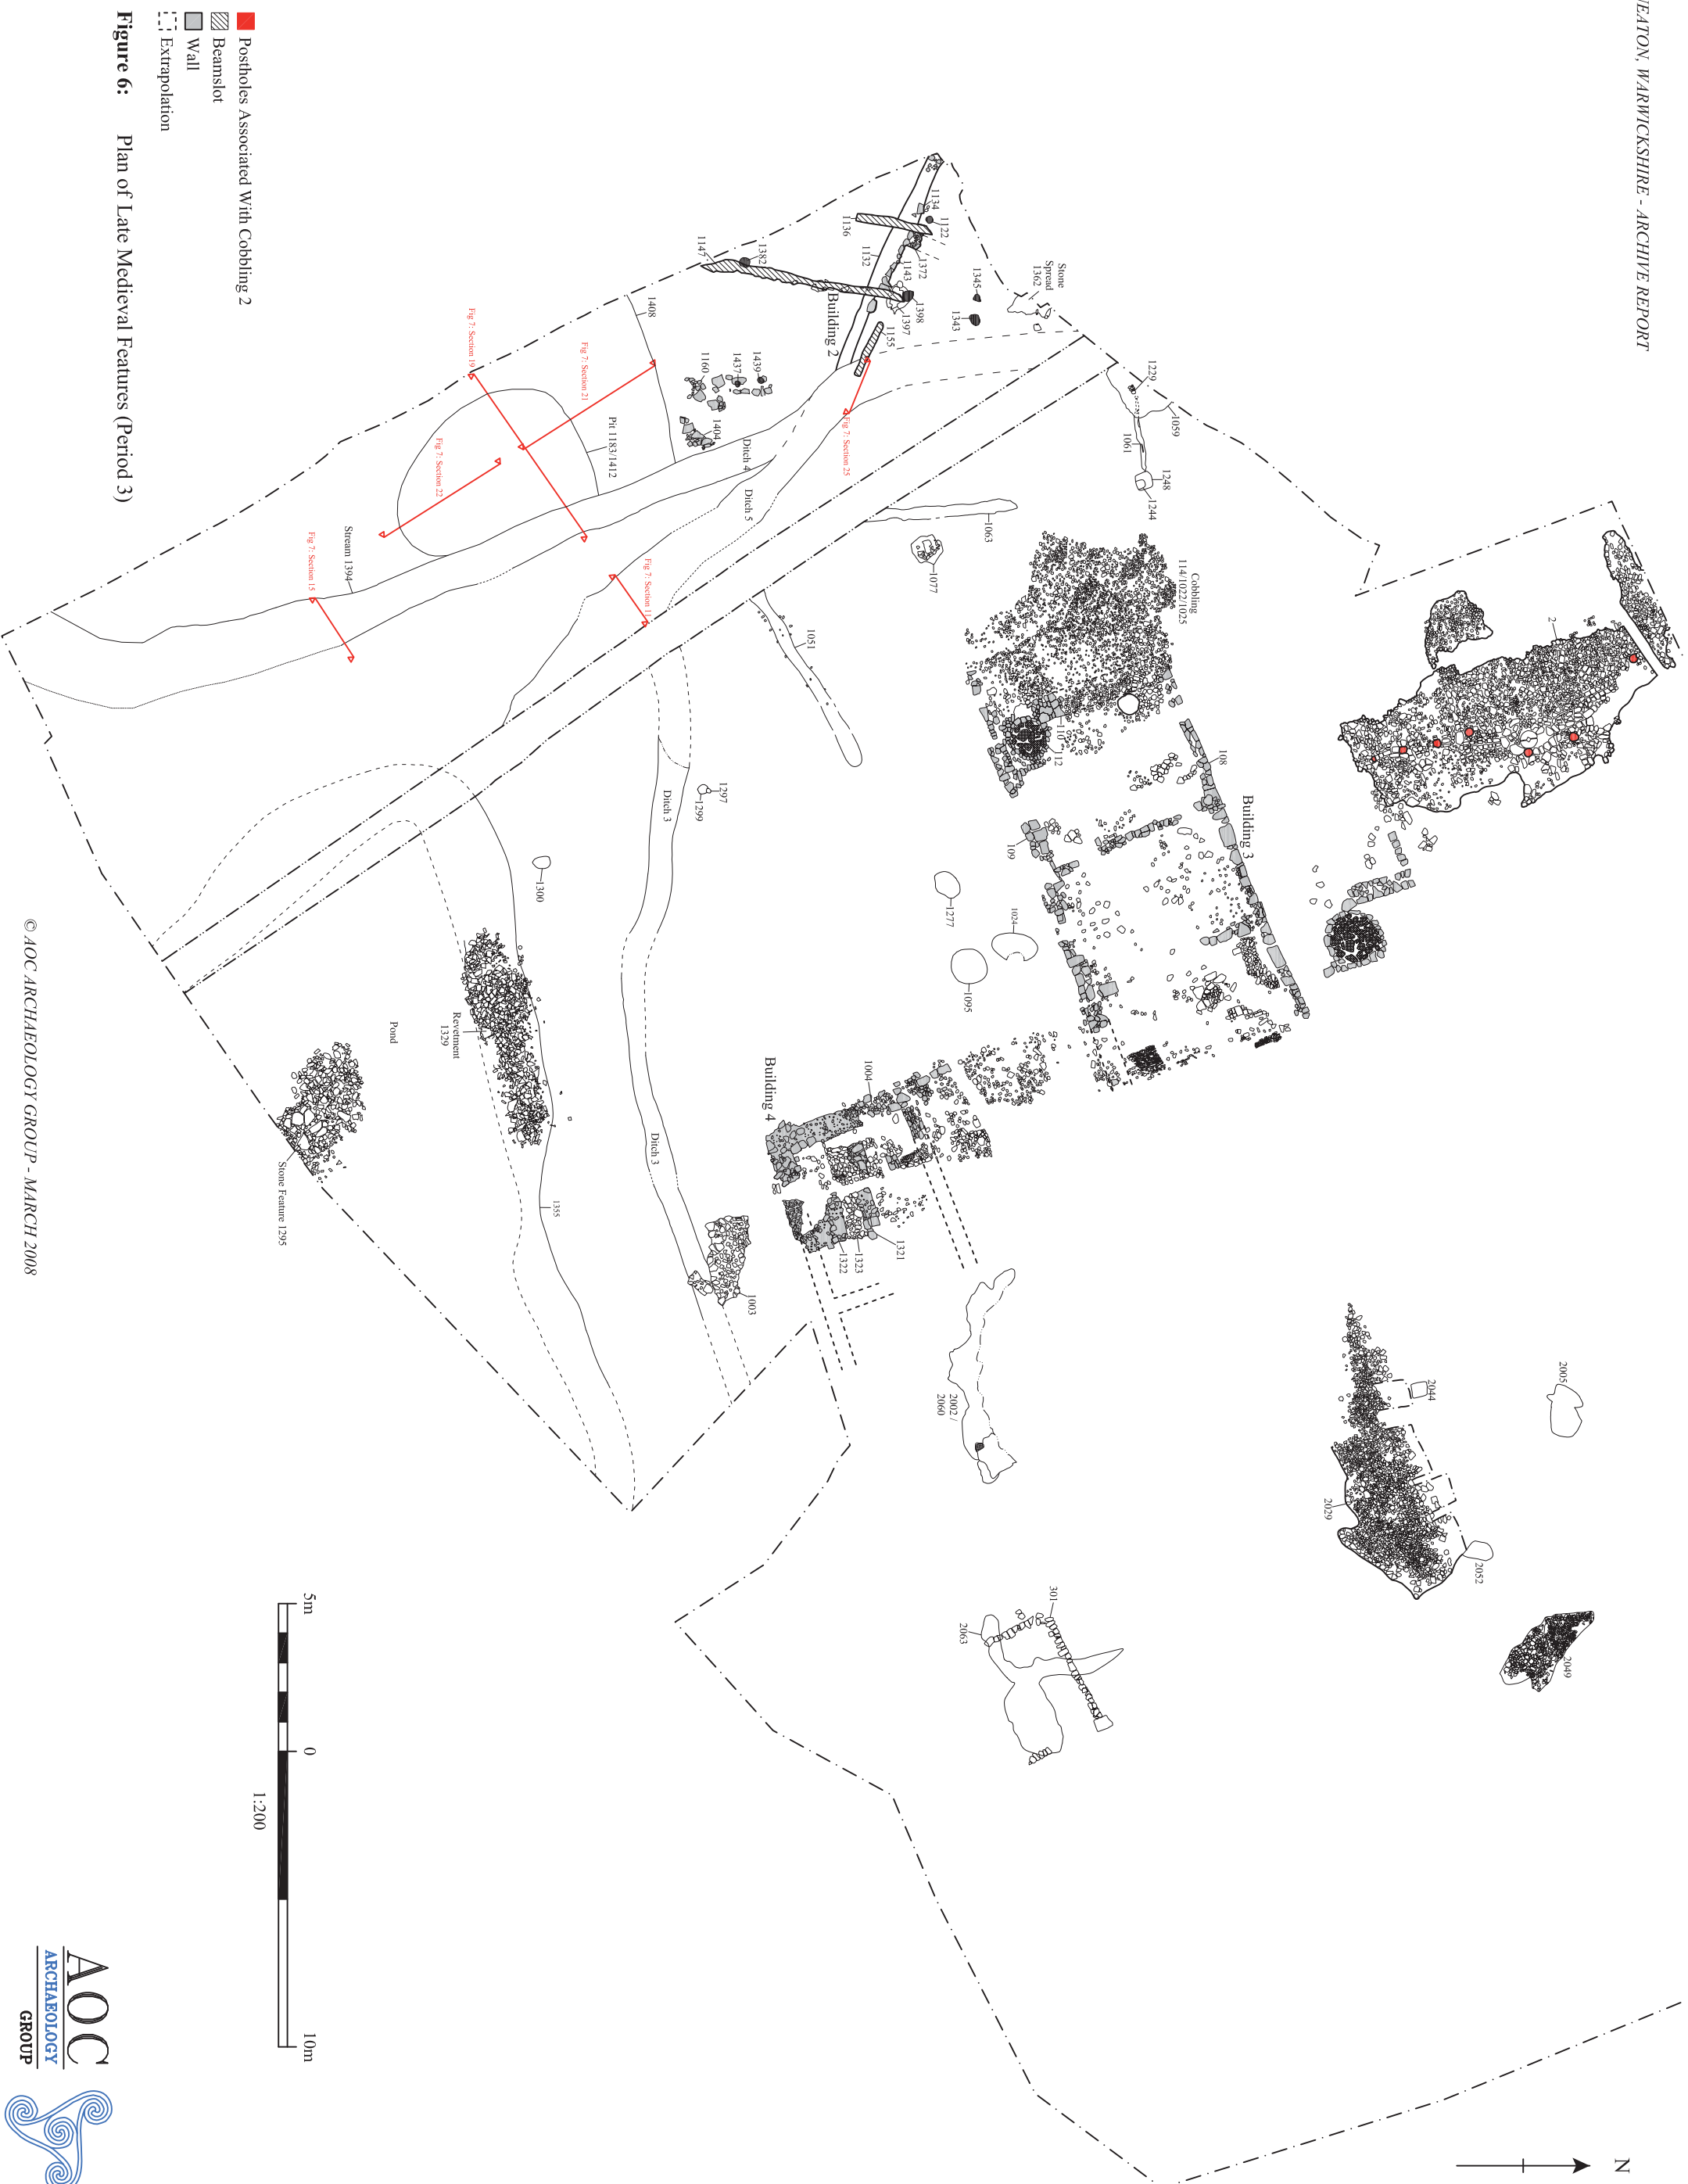 NEATON, WARWICKSHIRE - ARCHIVE REPORT
N
2
Cobbling
114/1022/1025
108
Building 3
110
112
109
1024
1277
1095
1229
1059
1061
1248
1244
1063
1077
Stone
Spread
1362
1345
1343
1134
1122
1136
1132
1372
1143
1398
1397
1155
Building 2
1147
1382
1408
1439
1437
1160
1404
Ditch 4
Ditch 5
Fig 7: Section 25
Fig 7: Section 19
Fig 7: Section 21
Fig 7: Section 22
Pit 1183/1412
Stream 1394
Fig 7: Section 15
Fig 7: Section 11
1051
1297
1299
Ditch 3
1300
Revetment
1329
Pond
Stone Feature 1295
1355
Ditch 3
1003
Building 4
1004
1321
1323
1322
2002 /
2060
2005
2044
2029
2052
2049
301
2063
Postholes Associated With Cobbling 2
Beamslot
Wall
Extrapolation
Figure 6: Plan of Late Medieval Features (Period 3)
5m 0 10m
1:200
© AOC ARCHAEOLOGY GROUP - MARCH 2008
AOC
ARCHAEOLOGY
GROUP